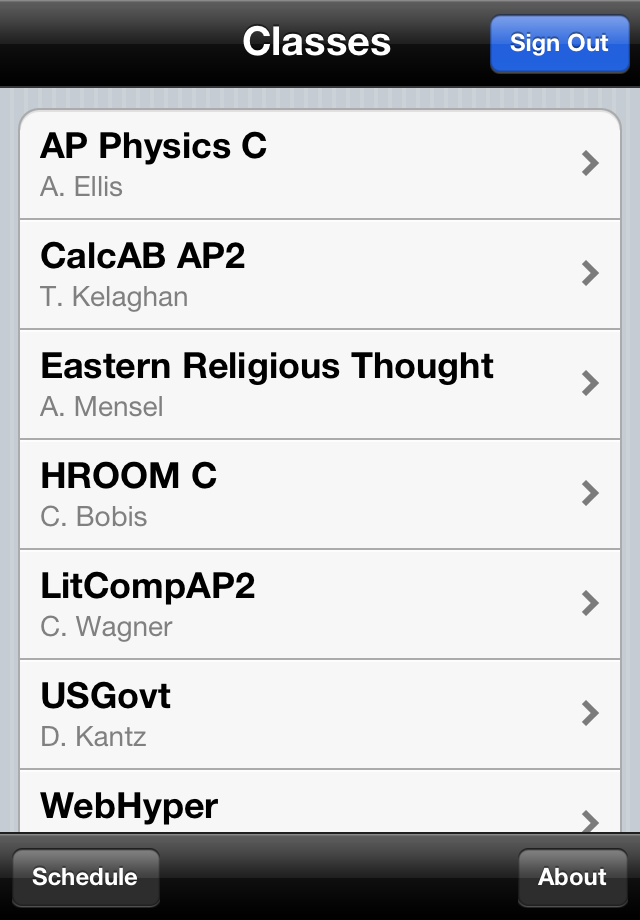 Classes
Sign Out
AP Physics C
A. Ellis
CalcAB AP2
T. Kelaghan
Eastern Religious Thought
A. Mensel
HROOM C
C. Bobis
LitCompAP2
C. Wagner
USGovt
D. Kantz
WebHyper
Schedule
About